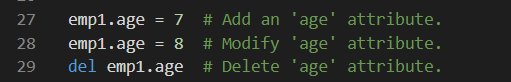 27 emp1.age = 7 # Add an 'age' attribute.
28 emp1.age = 8 # Modify 'age' attribute.
29 del emp1.age # Delete 'age' attribute.